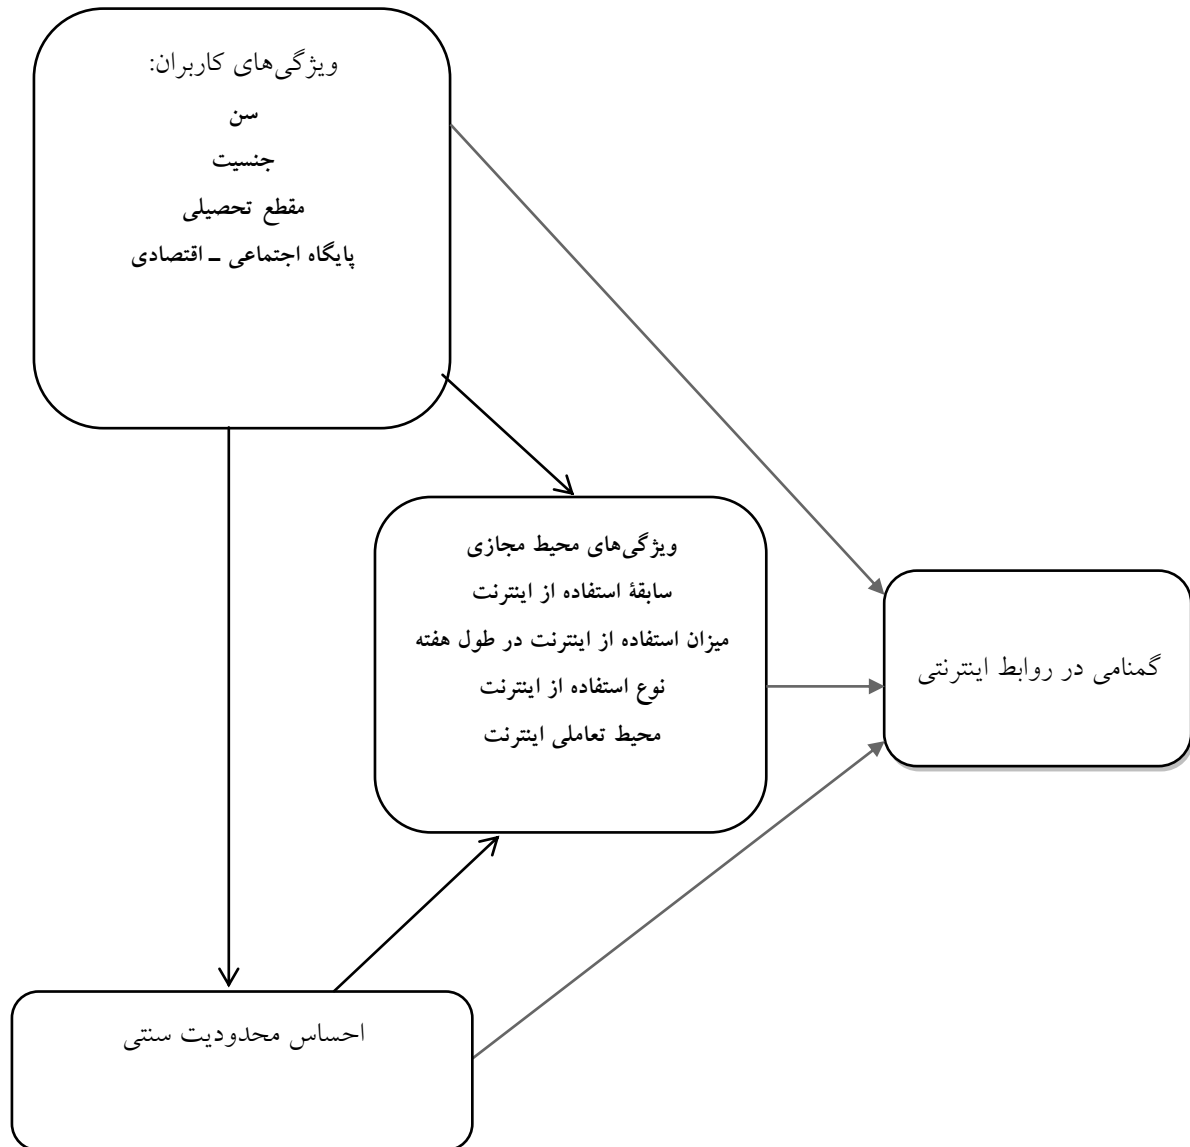 ویژگی‌های کاربران:
سن
جنسیت
مقطع تحصیلی
پایگاه اجتماعی ــ اقتصادی
ویژگی‌های محیط مجازی
سابقهٔ استفاده از اینترنت
میزان استفاده از اینترنت در طول هفته
نوع استفاده از اینترنت
محیط تعاملی اینترنت
گمنامی در روابط اینترنتی
احساس محدودیت سنتی